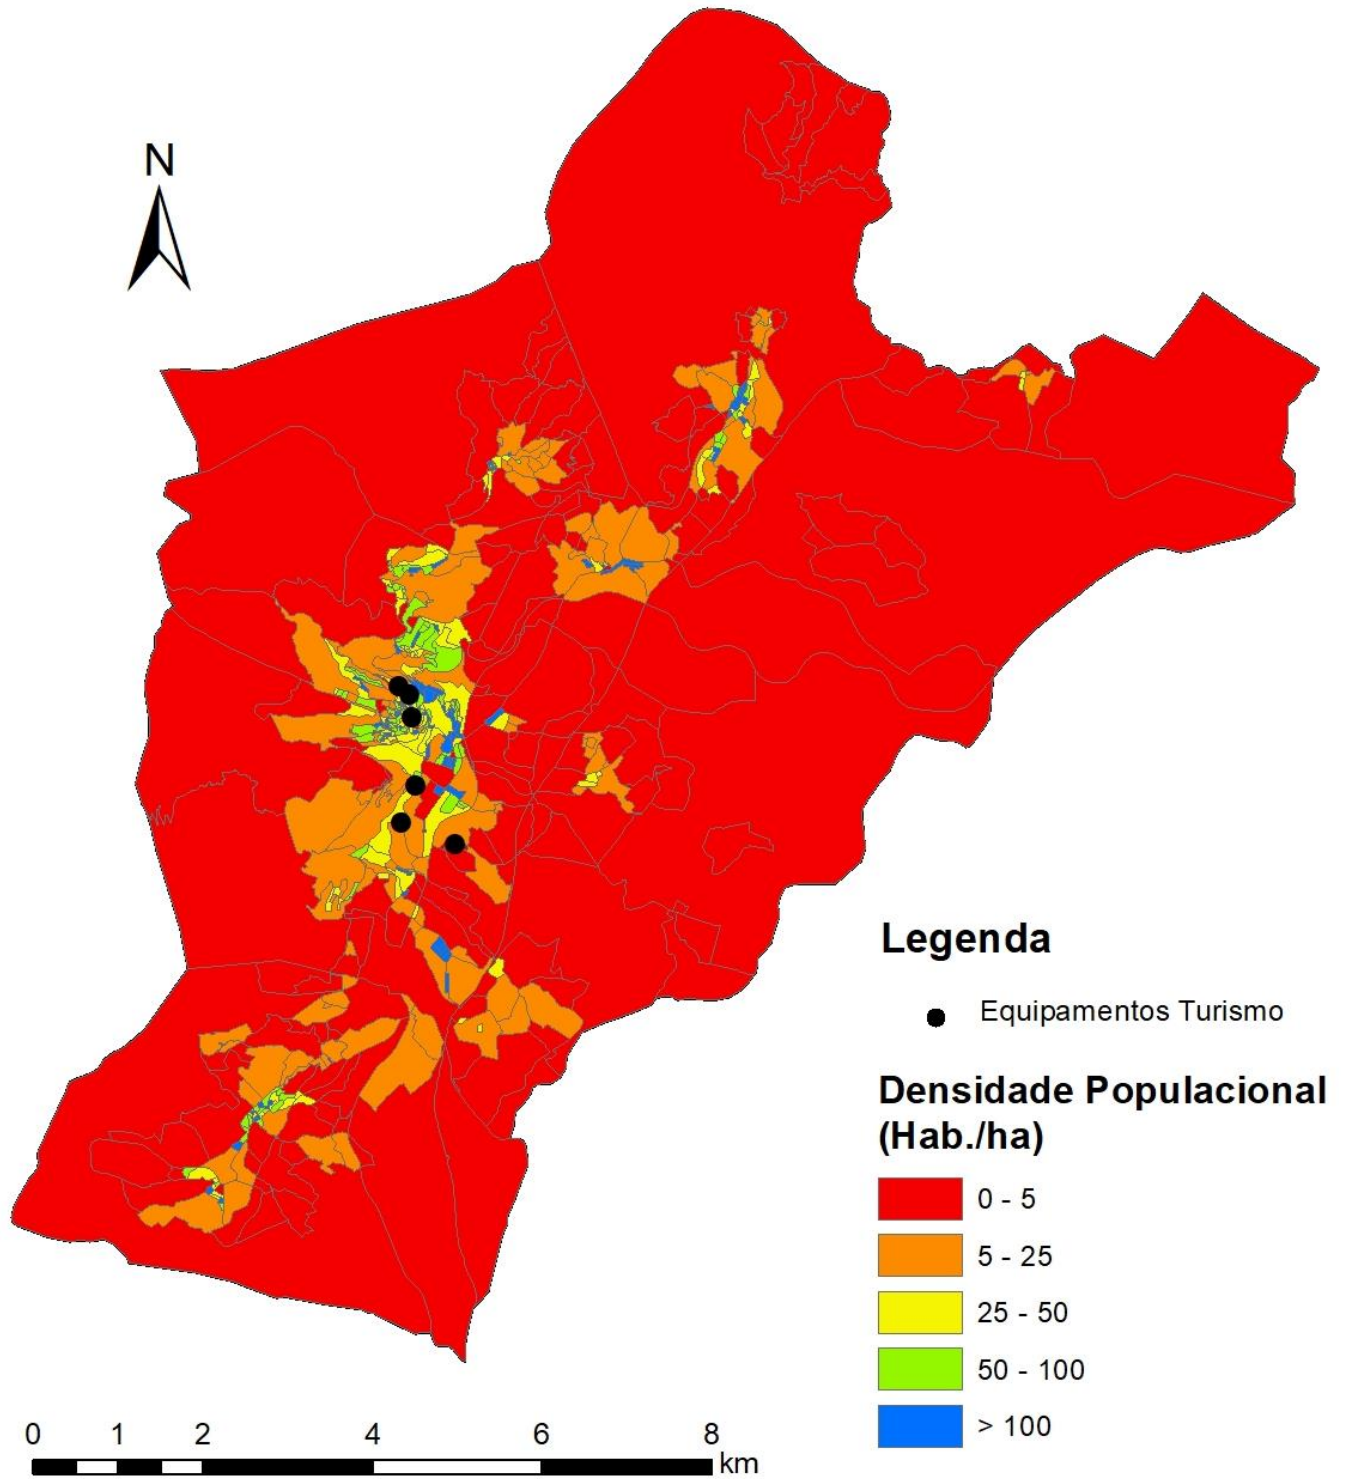 N
Legenda
Equipamentos Turismo
Densidade Populacional
(Hab./ha)
0 - 5
5 - 25
25 - 50
50 - 100
> 100
0 1 2 4 6 8
km